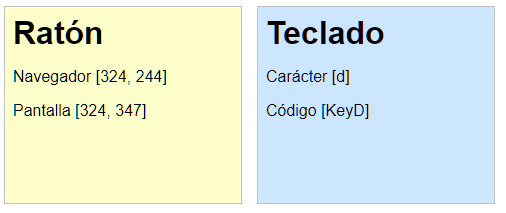 Ratón
Navegador [324, 244]
Pantalla [324, 347]
Teclado
Carácter [d]
Código [KeyD]